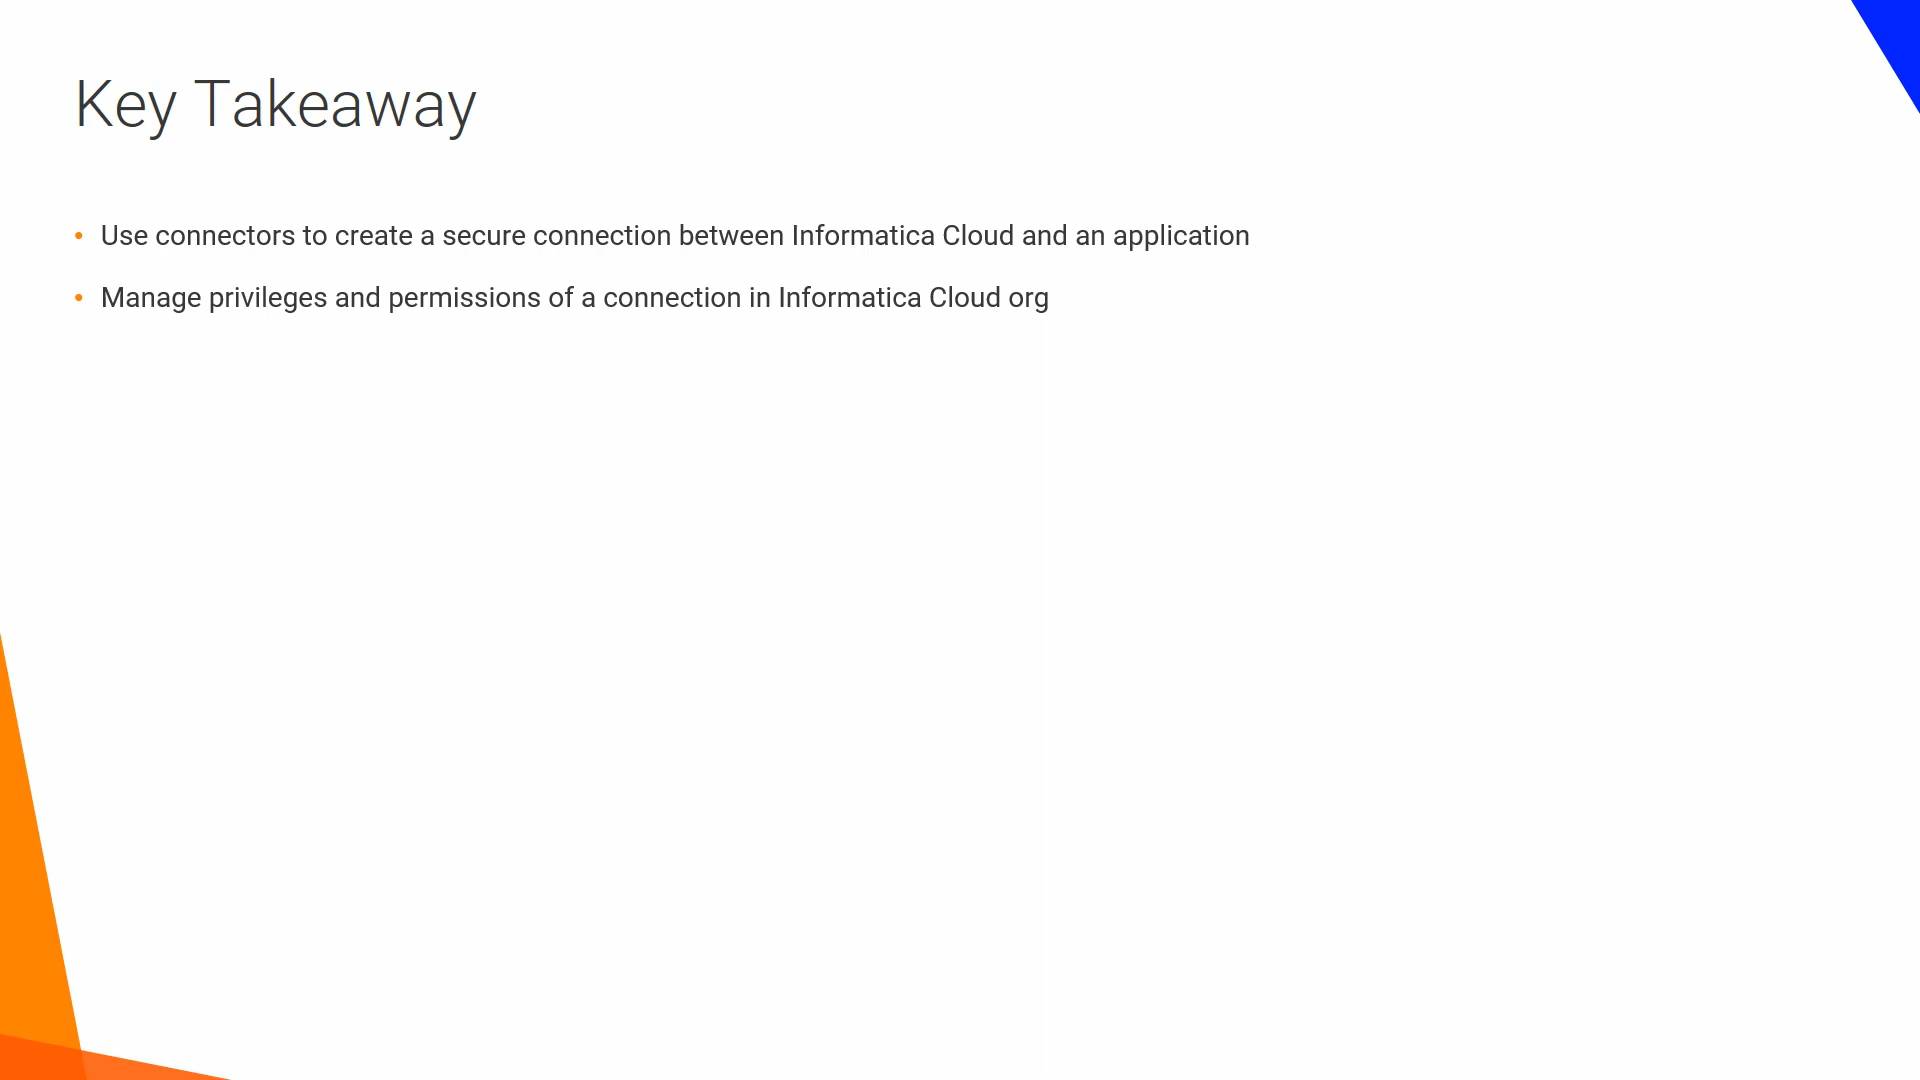 Key Takeaway
• Use connectors to create a secure connection between Informatica Cloud and an application
• Manage privileges and permissions of a connection in Informatica Cloud org